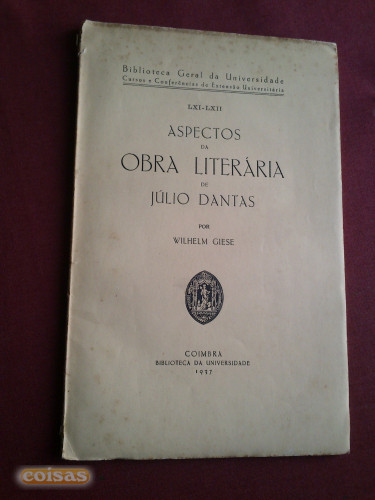 Biblioteca Geral da Universidade
Cursos e Conferências de Extensão Universitária
LXI-LXII
ASPECTOS
DA
OBRA LITERÁRIA
DE
JÚLIO DANTAS
POR
WILHELM GIESE
COIMBRA
BIBLIOTECA DA UNIVERSIDADE
1937
coisas